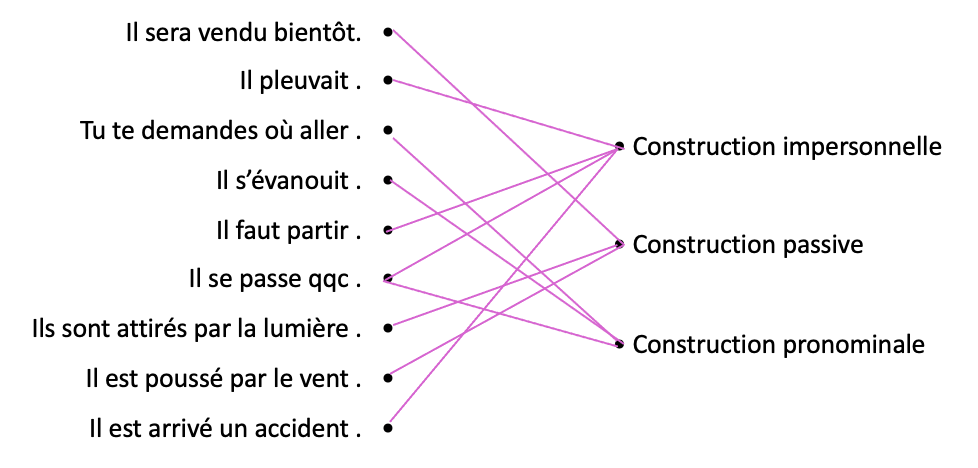 Il sera vendu bientôt.
Il pleuvait .
Tu te demandes où aller .
Il s’évanouit .
Il faut partir .
Il se passe qqc .
Ils sont attirés par la lumière .
Il est poussé par le vent .
Il est arrivé un accident .
Construction impersonnelle
Construction passive
Construction pronominale